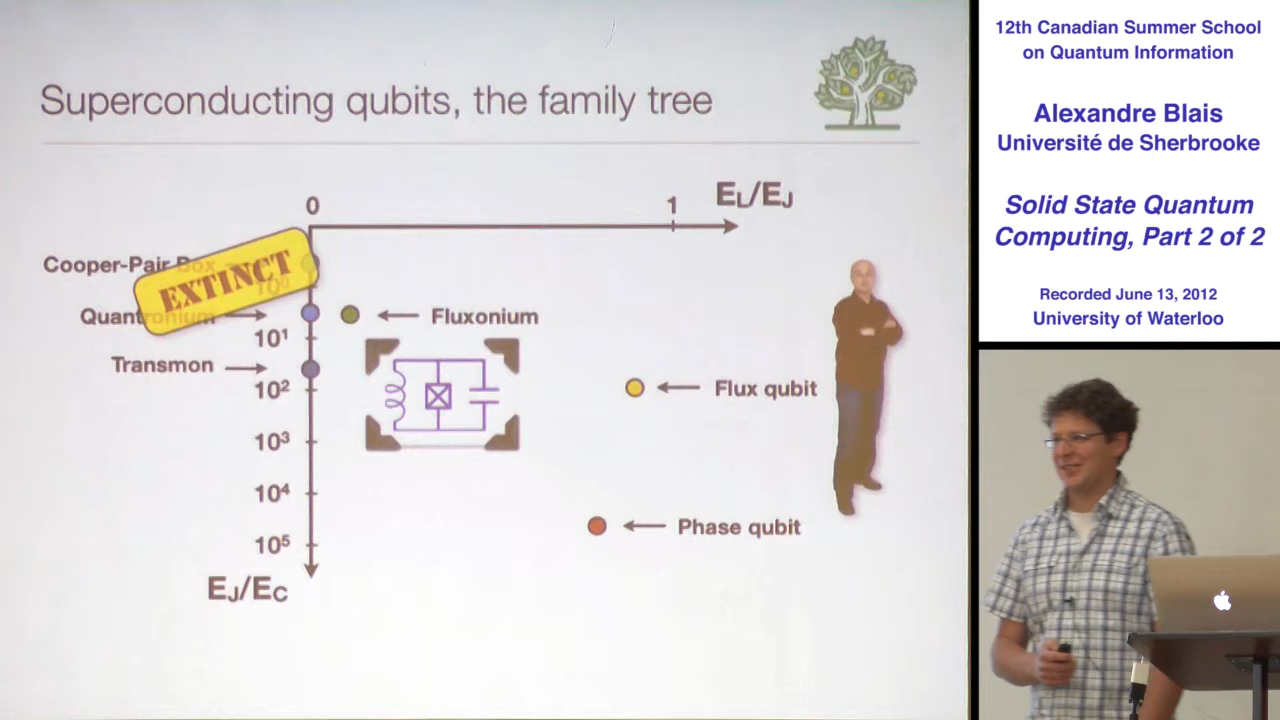 Superconducting qubits, the family tree
0
1
EL/EJ
Cooper-Pair Box
EXTINCT
10⁰
Quantronium
Fluxonium
10¹
Transmon
10²
Flux qubit
10³
10⁴
Phase qubit
10⁵
EJ/EC
12th Canadian Summer School
on Quantum Information
Alexandre Blais
Université de Sherbrooke
Solid State Quantum
Computing, Part 2 of 2
Recorded June 13, 2012
University of Waterloo